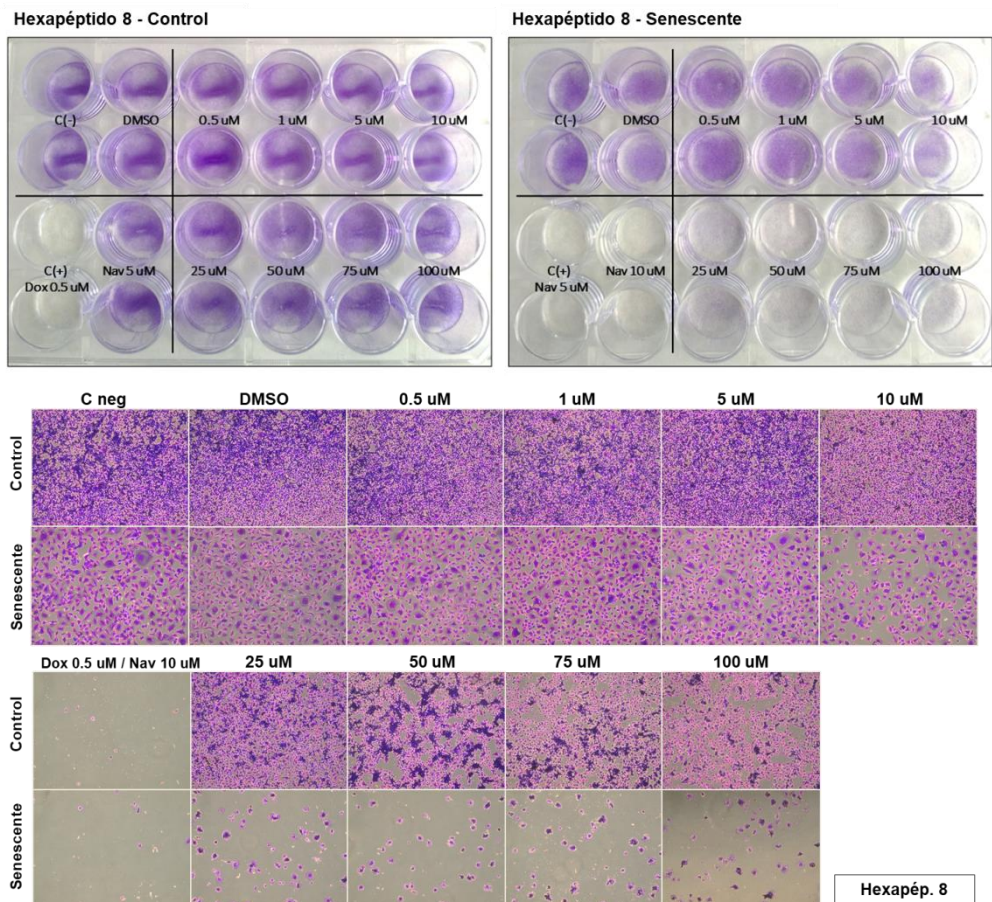 Hexapéptido 8 - Control
C(-) DMSO 0.5 uM 1 uM 5 uM 10 uM
C(+) Nav 5 uM 25 uM 50 uM 75 uM 100 uM
Dox 0.5 uM
Hexapéptido 8 - Senescente
C(-) DMSO 0.5 uM 1 uM 5 uM 10 uM
C(+) Nav 10 uM 25 uM 50 uM 75 uM 100 uM
Nav 5 uM
C neg DMSO 0.5 uM 1 uM 5 uM 10 uM
Control
Senescente
Dox 0.5 uM / Nav 10 uM 25 uM 50 uM 75 uM 100 uM
Control
Senescente
Hexapép. 8